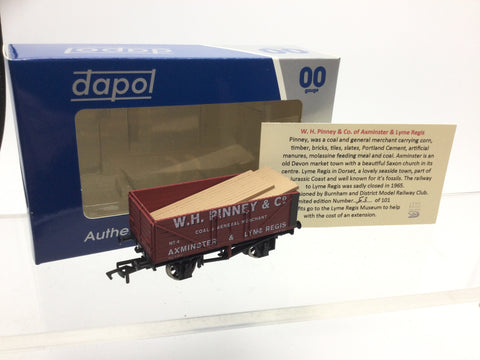 dapol
00
gauge
Authe
W. H. Pinney & Co. of Axminster & Lyme Regis
Pinney, was a coal and general merchant carrying corn,
timber, bricks, tiles, slates, Portland Cement, artificial
manures, molassine feeding meal and coal. Axminster is an
old Devon market town with a beautiful Saxon church in its
centre. Lyme Regis in Dorset, a lovely seaside town, part of
Jurassic Coast and well known for it's fossils. The railway
to Lyme Regis was sadly closed in 1965.
sioned by Burnham and District Model Railway Club.
imited edition Number. of 101
fits go to the Lyme Regis Museum to help
with the cost of an extension.
W.H. PINNEY & Co
COAL & GENERAL MERCHANT
No 4
AXMINSTER & LYME REGIS